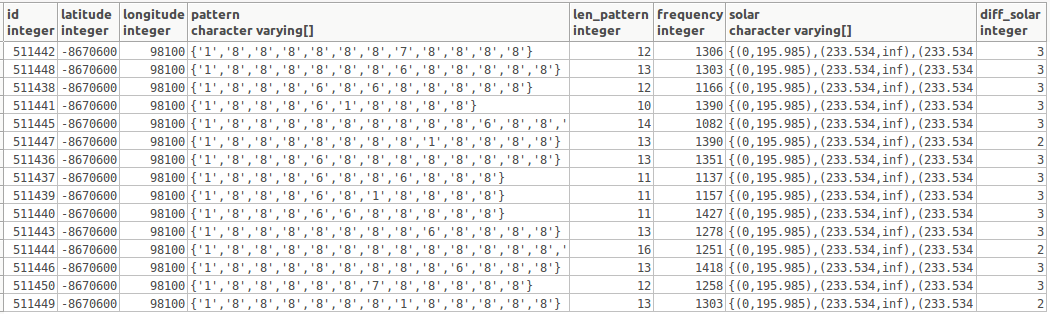 id latitude longitude pattern len_pattern frequency solar diff_solar
integer integer integer character varying[] integer integer character varying[] integer
511442 -8670600 98100 {'1','8','8','8','8','8','8','7','8','8','8','8'} 12 1306 {(0,195.985),(233.534,inf),(233.534 3
511448 -8670600 98100 {'1','8','8','8','8','8','8','6','8','8','8','8','8'} 13 1303 {(0,195.985),(233.534,inf),(233.534 3
511438 -8670600 98100 {'1','8','8','8','6','8','6','8','8','8','8','8'} 12 1166 {(0,195.985),(233.534,inf),(233.534 3
511441 -8670600 98100 {'1','8','8','8','6','1','8','8','8','8'} 10 1390 {(0,195.985),(233.534,inf),(233.534 3
511445 -8670600 98100 {'1','8','8','8','8','8','8','8','8','8','6','8','8',' 14 1082 {(0,195.985),(233.534,inf),(233.534 3
511447 -8670600 98100 {'1','8','8','8','8','8','8','8','1','8','8','8','8'} 13 1390 {(0,195.985),(233.534,inf),(233.534 2
511436 -8670600 98100 {'1','8','8','8','6','8','8','8','8','8','8','8','8'} 13 1351 {(0,195.985),(233.534,inf),(233.534 3
511437 -8670600 98100 {'1','8','8','8','6','8','8','6','8','8','8'} 11 1137 {(0,195.985),(233.534,inf),(233.534 3
511439 -8670600 98100 {'1','8','8','8','6','8','1','8','8','8','8'} 11 1157 {(0,195.985),(233.534,inf),(233.534 3
511440 -8670600 98100 {'1','8','8','8','6','6','8','8','8','8','8'} 11 1427 {(0,195.985),(233.534,inf),(233.534 3
511443 -8670600 98100 {'1','8','8','8','8','8','8','8','6','8','8','8','8'} 13 1278 {(0,195.985),(233.534,inf),(233.534 3
511444 -8670600 98100 {'1','8','8','8','8','8','8','8','8','8','8','8','8',' 16 1251 {(0,195.985),(233.534,inf),(233.534 2
511446 -8670600 98100 {'1','8','8','8','8','8','8','8','8','6','8','8','8'} 13 1418 {(0,195.985),(233.534,inf),(233.534 3
511450 -8670600 98100 {'1','8','8','8','8','8','7','8','8','8','8','8'} 12 1258 {(0,195.985),(233.534,inf),(233.534 3
511449 -8670600 98100 {'1','8','8','8','8','8','8','1','8','8','8','8','8'} 13 1303 {(0,195.985),(233.534,inf),(233.534 2